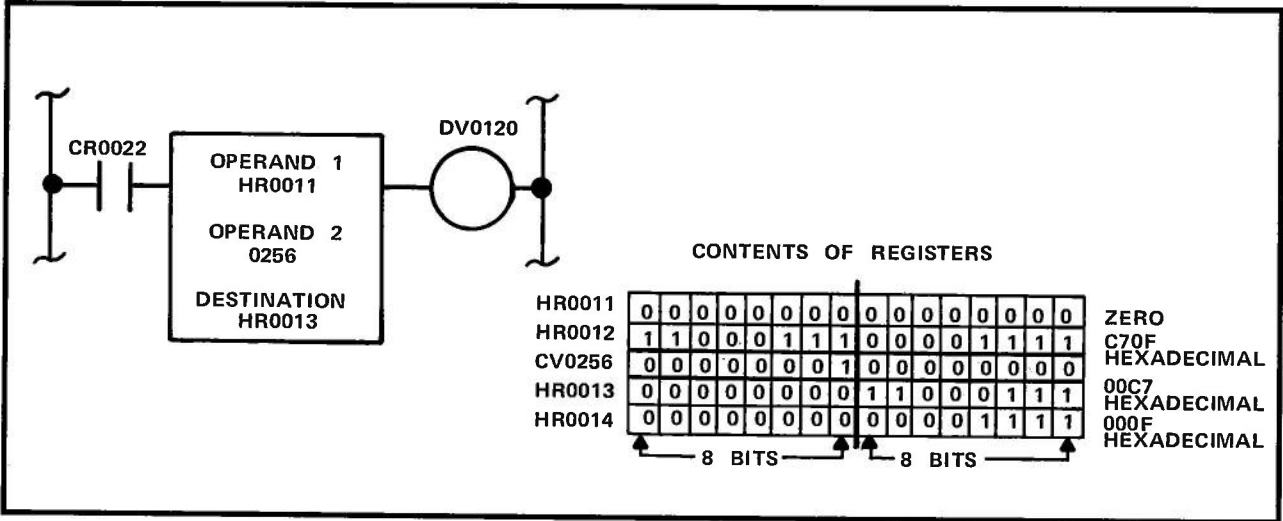 CR0022
OPERAND 1
HR0011
OPERAND 2
0256
DESTINATION
HR0013
DV0120
CONTENTS OF REGISTERS
HR0011 0 0 0 0 0 0 0 0 0 0 0 0 0 0 0 0 ZERO
HR0012 1 1 0 0 0 1 1 1 0 0 0 0 1 1 1 1 C70F
HEXADECIMAL
CV0256 0 0 0 0 0 0 0 1 0 0 0 0 0 0 0 0
HR0013 0 0 0 0 0 0 0 0 1 1 0 0 0 1 1 1 00C7
HEXADECIMAL
HR0014 0 0 0 0 0 0 0 0 0 0 0 0 1 1 1 1 000F
HEXADECIMAL
8 BITS 8 BITS